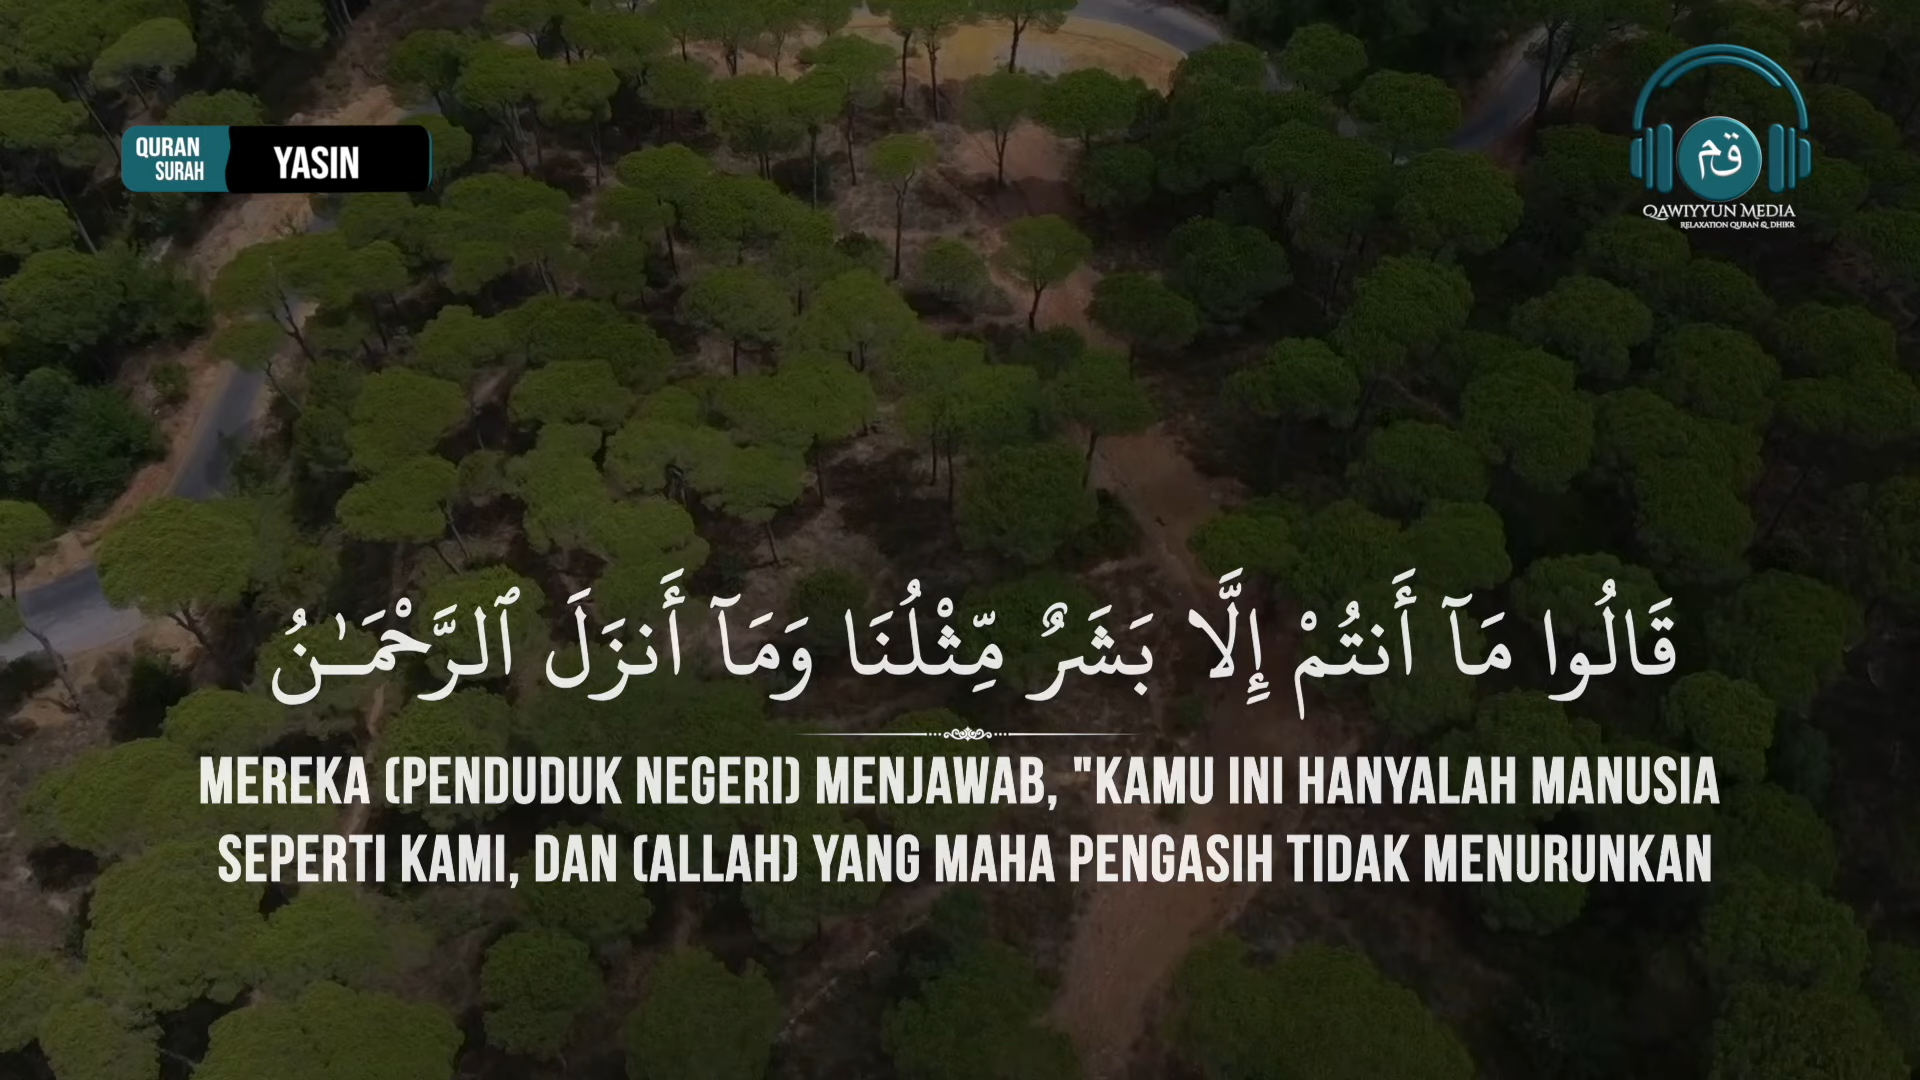 QURAN
SURAH
YASIN
قم
QAWIYYUN MEDIA
RELAXATION QURAN & DHIKR
قَالُوا مَآ أَنتُمْ إِلَّا بَشَرٌ مِّثْلُنَا وَمَآ أَنزَلَ ٱلرَّحْمَـٰنُ
MEREKA (PENDUDUK NEGERI) MENJAWAB, "KAMU INI HANYALAH MANUSIA
SEPERTI KAMI, DAN (ALLAH) YANG MAHA PENGASIH TIDAK MENURUNKAN